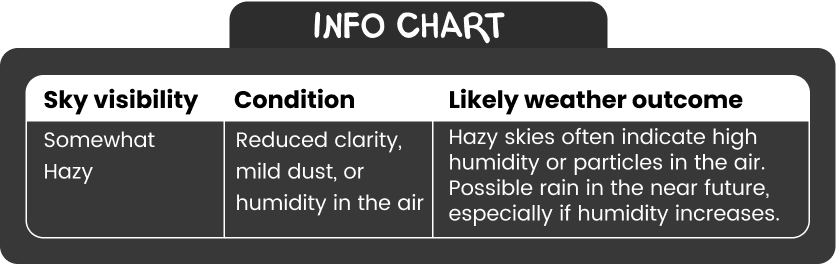 INFO CHART
Sky visibility
Condition
Likely weather outcome
Somewhat
Hazy
Reduced clarity,
mild dust, or
humidity in the air
Hazy skies often indicate high
humidity or particles in the air.
Possible rain in the near future,
especially if humidity increases.